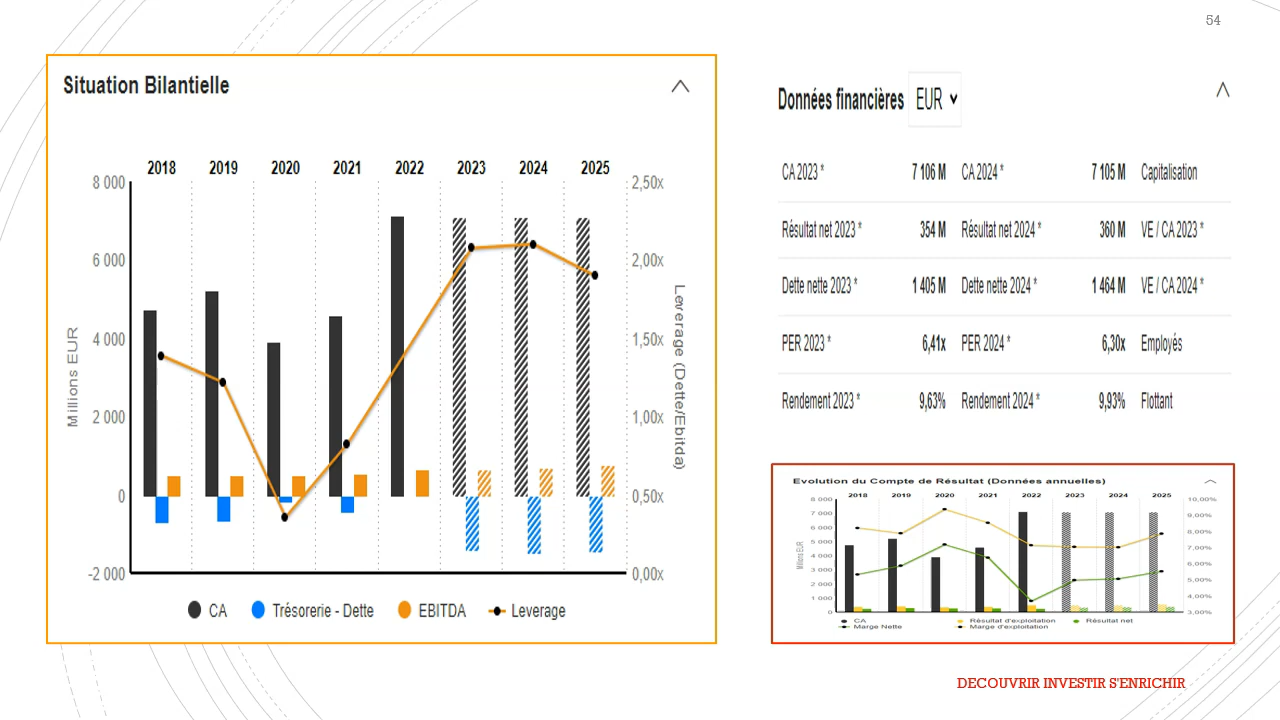 54
Situation Bilantielle
2018 2019 2020 2021 2022 2023 2024 2025
8 000 2,50x
6 000 2,00x
4 000 1,50x
2 000 1,00x
0 0,50x
-2 000 0,00x
Millions EUR
Leverage (Dette/Ebitda)
CA Trésorerie - Dette EBITDA Leverage
Données financières EUR
CA 2023 * 7 106 M CA 2024 * 7 105 M Capitalisation
Résultat net 2023 * 354 M Résultat net 2024 * 360 M VE / CA 2023 *
Dette nette 2023 * 1 405 M Dette nette 2024 * 1 464 M VE / CA 2024 *
PER 2023 * 6,41x PER 2024 * 6,30x Employés
Rendement 2023 * 9,63% Rendement 2024 * 9,93% Flottant
Evolution du Compte de Résultat (Données annuelles)
2018 2019 2020 2021 2022 2023 2024 2025
8 000 10,00%
7 000 9,00%
6 000 8,00%
5 000 7,00%
4 000 6,00%
3 000 5,00%
2 000 4,00%
1 000
0 3,00%
Millions EUR
CA Résultat d'exploitation Résultat net
Marge Nette Marge d'exploitation
DECOUVRIR INVESTIR S'ENRICHIR